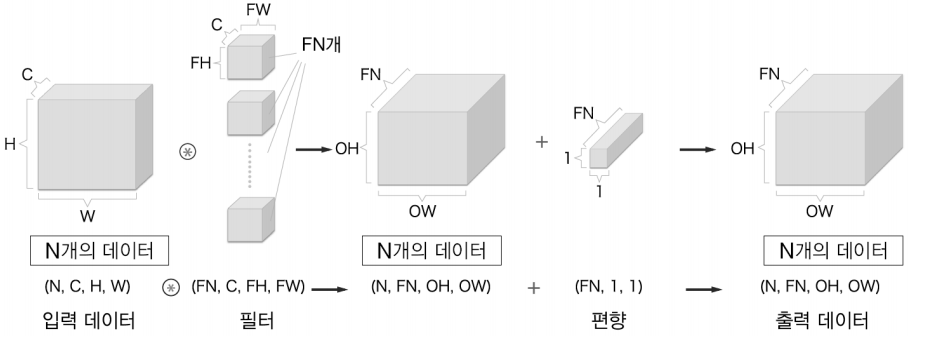 FW
C
FH
FN개
C
H
W
⊛
FN
OH
OW
+
FN
1
1
FN
OH
OW
N개의 데이터
N개의 데이터
N개의 데이터
(N, C, H, W) ⊛ (FN, C, FH, FW) → (N, FN, OH, OW) + (FN, 1, 1) → (N, FN, OH, OW)
입력 데이터 필터 편향 출력 데이터